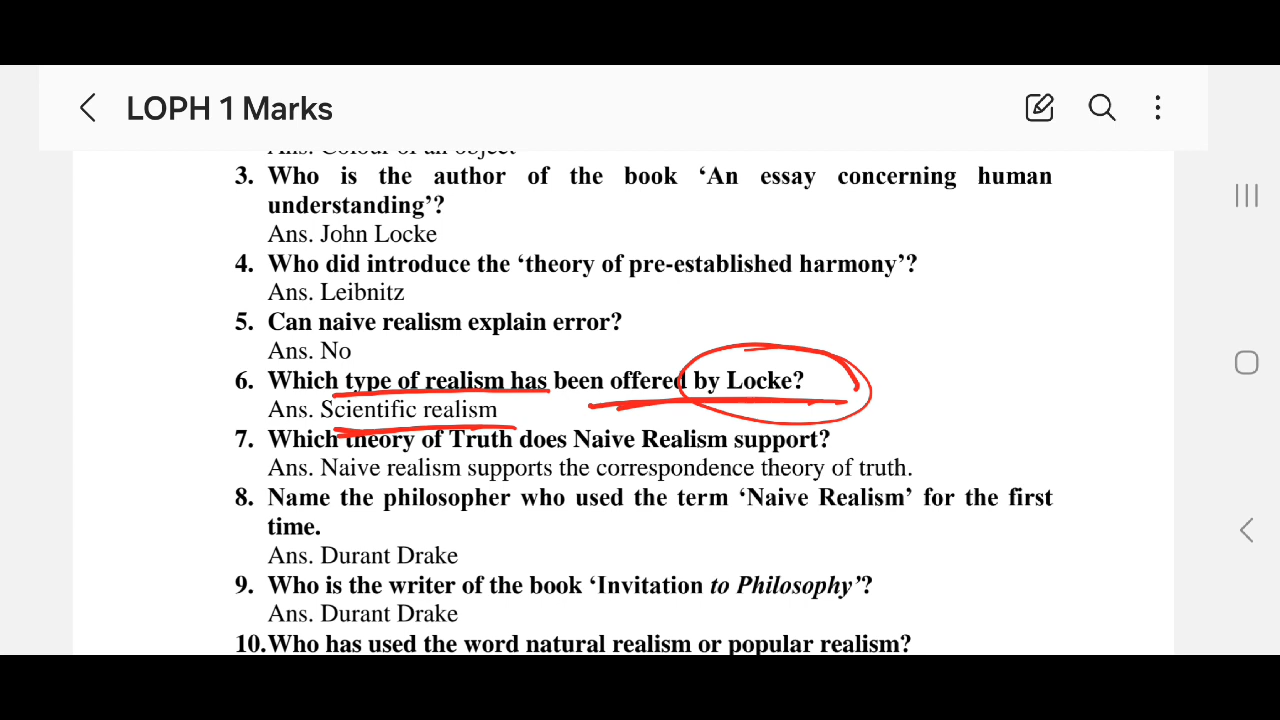 LOPH 1 Marks
Ans. Colour of an object
3. Who is the author of the book ‘An essay concerning human
understanding’?
Ans. John Locke
4. Who did introduce the ‘theory of pre-established harmony’?
Ans. Leibnitz
5. Can naive realism explain error?
Ans. No
6. Which type of realism has been offered by Locke?
Ans. Scientific realism
7. Which theory of Truth does Naive Realism support?
Ans. Naive realism supports the correspondence theory of truth.
8. Name the philosopher who used the term ‘Naive Realism’ for the first
time.
Ans. Durant Drake
9. Who is the writer of the book ‘Invitation to Philosophy’?
Ans. Durant Drake
10.Who has used the word natural realism or popular realism?